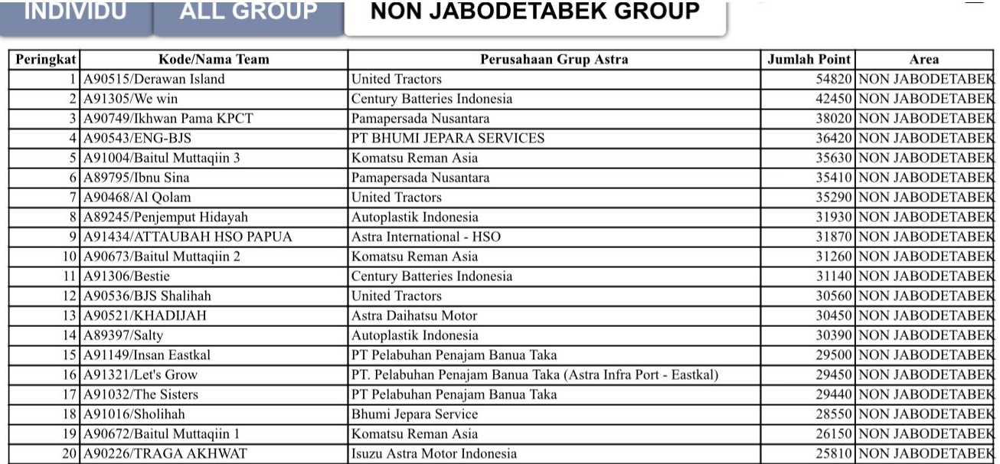 INDIVIDU ALL GROUP NON JABODETABEK GROUP
Peringkat Kode/Nama Team Perusahaan Grup Astra Jumlah Point Area
1 A90515/Derawan Island United Tractors 54820 NON JABODETABEK
2 A91305/We win Century Batteries Indonesia 42450 NON JABODETABEK
3 A90749/Ikhwan Pama KPCT Pamapersada Nusantara 38020 NON JABODETABEK
4 A90543/ENG-BJS PT BHUMI JEPARA SERVICES 36420 NON JABODETABEK
5 A91004/Baitul Muttaqiin 3 Komatsu Reman Asia 35630 NON JABODETABEK
6 A89795/Ibnu Sina Pamapersada Nusantara 35410 NON JABODETABEK
7 A90468/Al Qolam United Tractors 35290 NON JABODETABEK
8 A89245/Penjemput Hidayah Autoplastik Indonesia 31930 NON JABODETABEK
9 A91434/ATTAUBAH HSO PAPUA Astra International - HSO 31870 NON JABODETABEK
10 A90673/Baitul Muttaqiin 2 Komatsu Reman Asia 31260 NON JABODETABEK
11 A91306/Bestie Century Batteries Indonesia 31140 NON JABODETABEK
12 A90536/BJS Shalihah United Tractors 30560 NON JABODETABEK
13 A90521/KHADIJAH Astra Daihatsu Motor 30450 NON JABODETABEK
14 A89397/Salty Autoplastik Indonesia 30390 NON JABODETABEK
15 A91149/Insan Eastkal PT Pelabuhan Penajam Banua Taka 29500 NON JABODETABEK
16 A91321/Let's Grow PT. Pelabuhan Penajam Banua Taka (Astra Infra Port - Eastkal) 29450 NON JABODETABEK
17 A91032/The Sisters PT Pelabuhan Penajam Banua Taka 29440 NON JABODETABEK
18 A91016/Sholihah Bhumi Jepara Service 28550 NON JABODETABEK
19 A90672/Baitul Muttaqiin 1 Komatsu Reman Asia 26150 NON JABODETABEK
20 A90226/TRAGA AKHWAT Isuzu Astra Motor Indonesia 25810 NON JABODETABEK